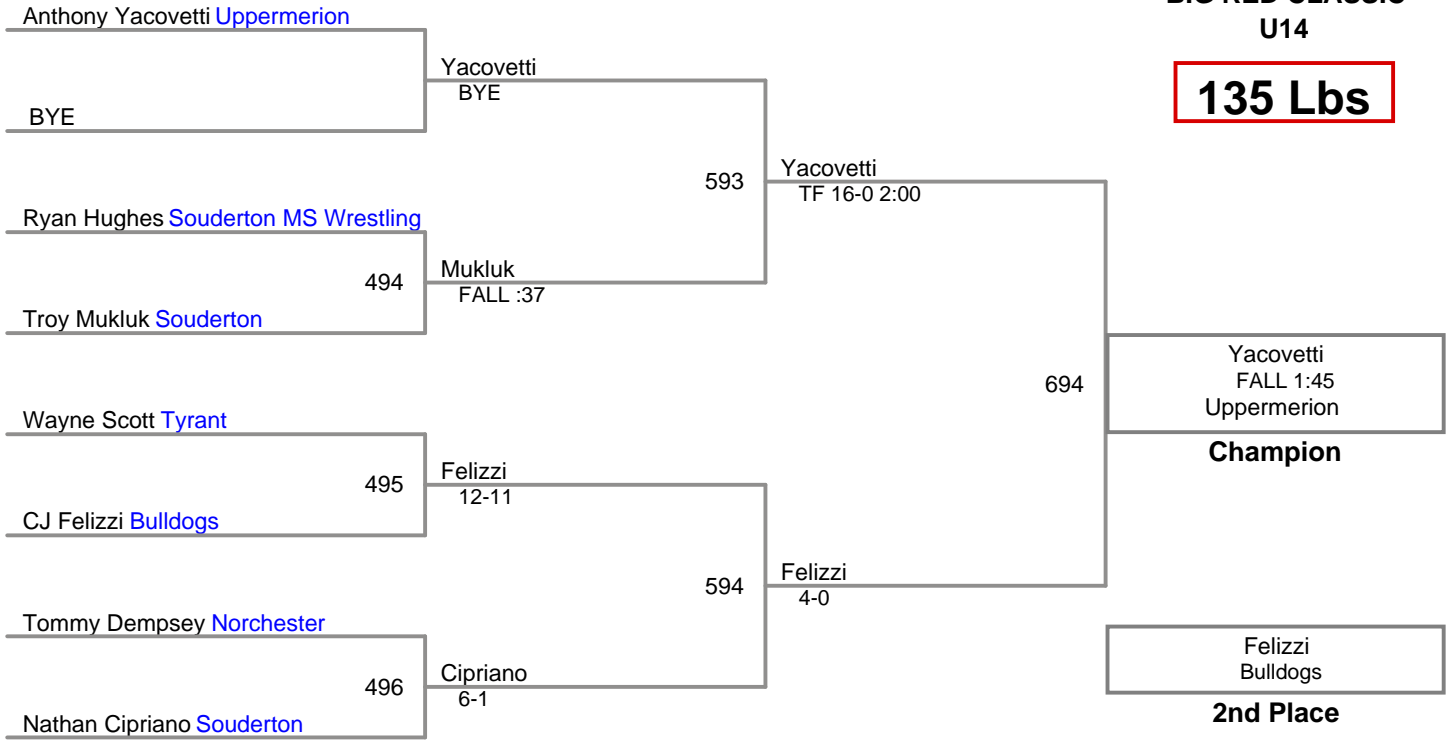 U14
135 Lbs
Anthony Yacovetti Uppermerion
Yacovetti
BYE
BYE
593
Yacovetti
TF 16-0 2:00
Ryan Hughes Souderton MS Wrestling
494
Mukluk
FALL :37
Troy Mukluk Souderton
694
Yacovetti
FALL 1:45
Uppermerion
Champion
Wayne Scott Tyrant
495
Felizzi
12-11
CJ Felizzi Bulldogs
594
Felizzi
4-0
Tommy Dempsey Norchester
496
Cipriano
6-1
Nathan Cipriano Souderton
Felizzi
Bulldogs
2nd Place